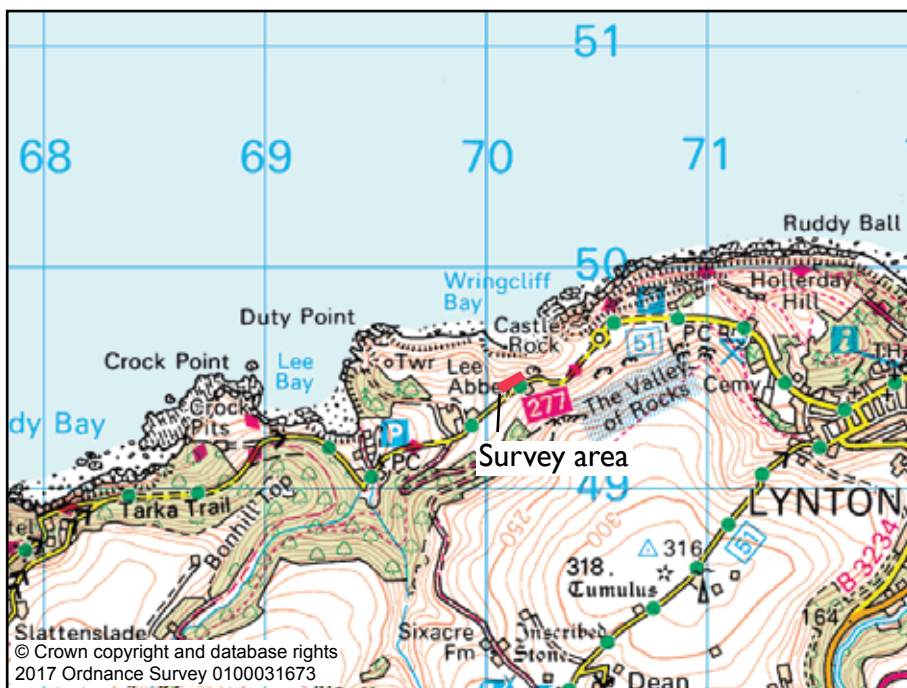 51
68
69
70
71
Ruddy Ball
50
Wringcliff
Bay
Hollerday
Hill
Duty Point
Castle
Rock
PC
i
TH
51
Twr
Crock Point
Lee
Bay
Lee
Abbey
Cemy
277
The Valley
of Rocks
Crock
Pits
dy Bay
P
PC
Survey area
49
LYNTON
Tarka Trail
tel
Bonhill Top
250
300
316
51
318.
Tumulus
B 3234
164
Slattenslade
Sixacre
Fm
Inscribed
Stone
Dean
© Crown copyright and database rights
2017 Ordnance Survey 0100031673